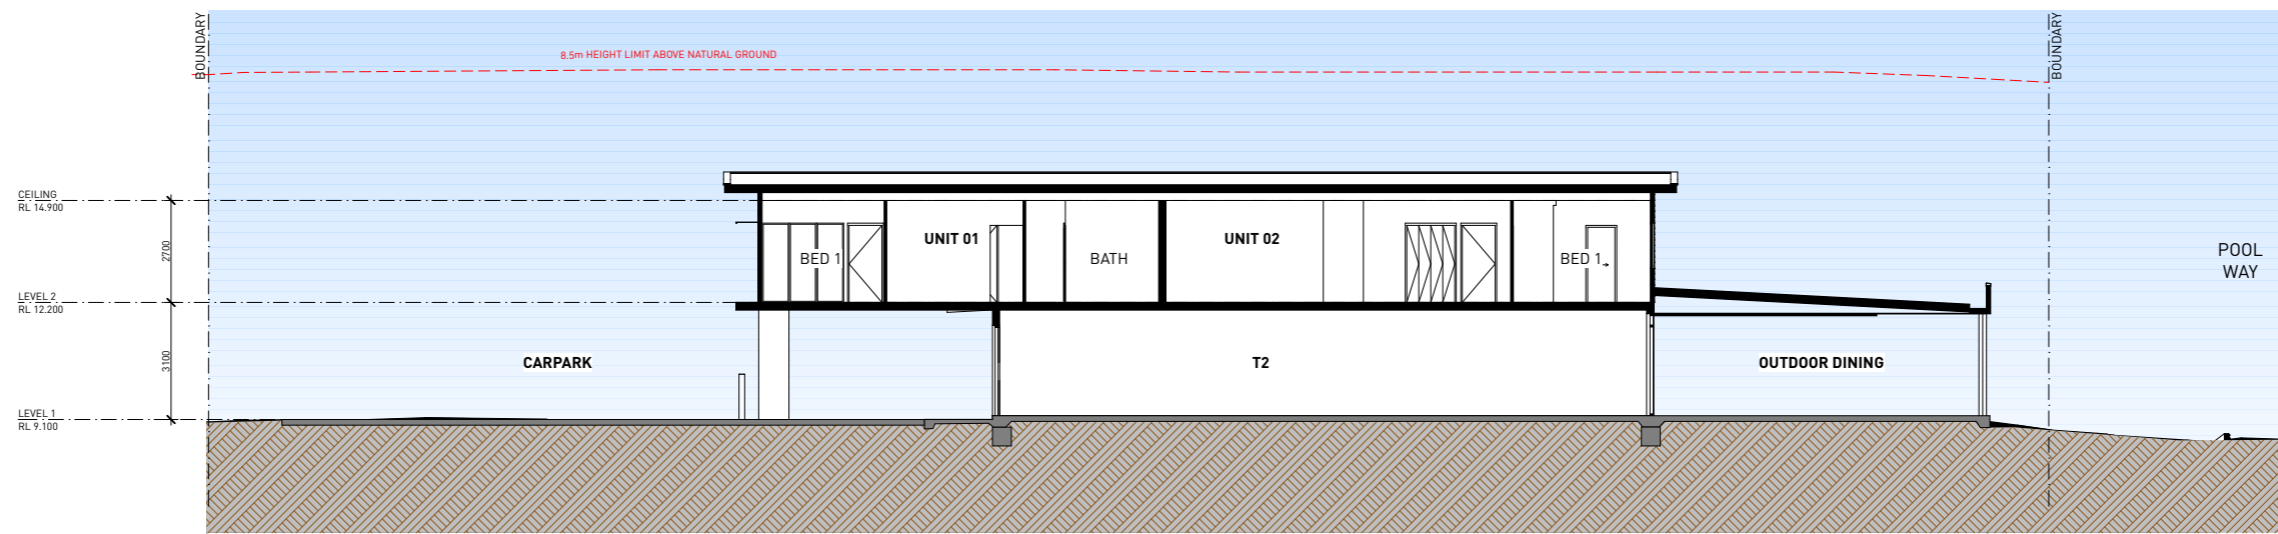 BOUNDARY
8.5m HEIGHT LIMIT ABOVE NATURAL GROUND
BOUNDARY
CEILING
RL 14.900
2700
UNIT 01
UNIT 02
BED 1
BATH
BED 1
POOL
WAY
LEVEL 2
RL 12.200
3100
CARPARK
T2
OUTDOOR DINING
LEVEL 1
RL 9.100